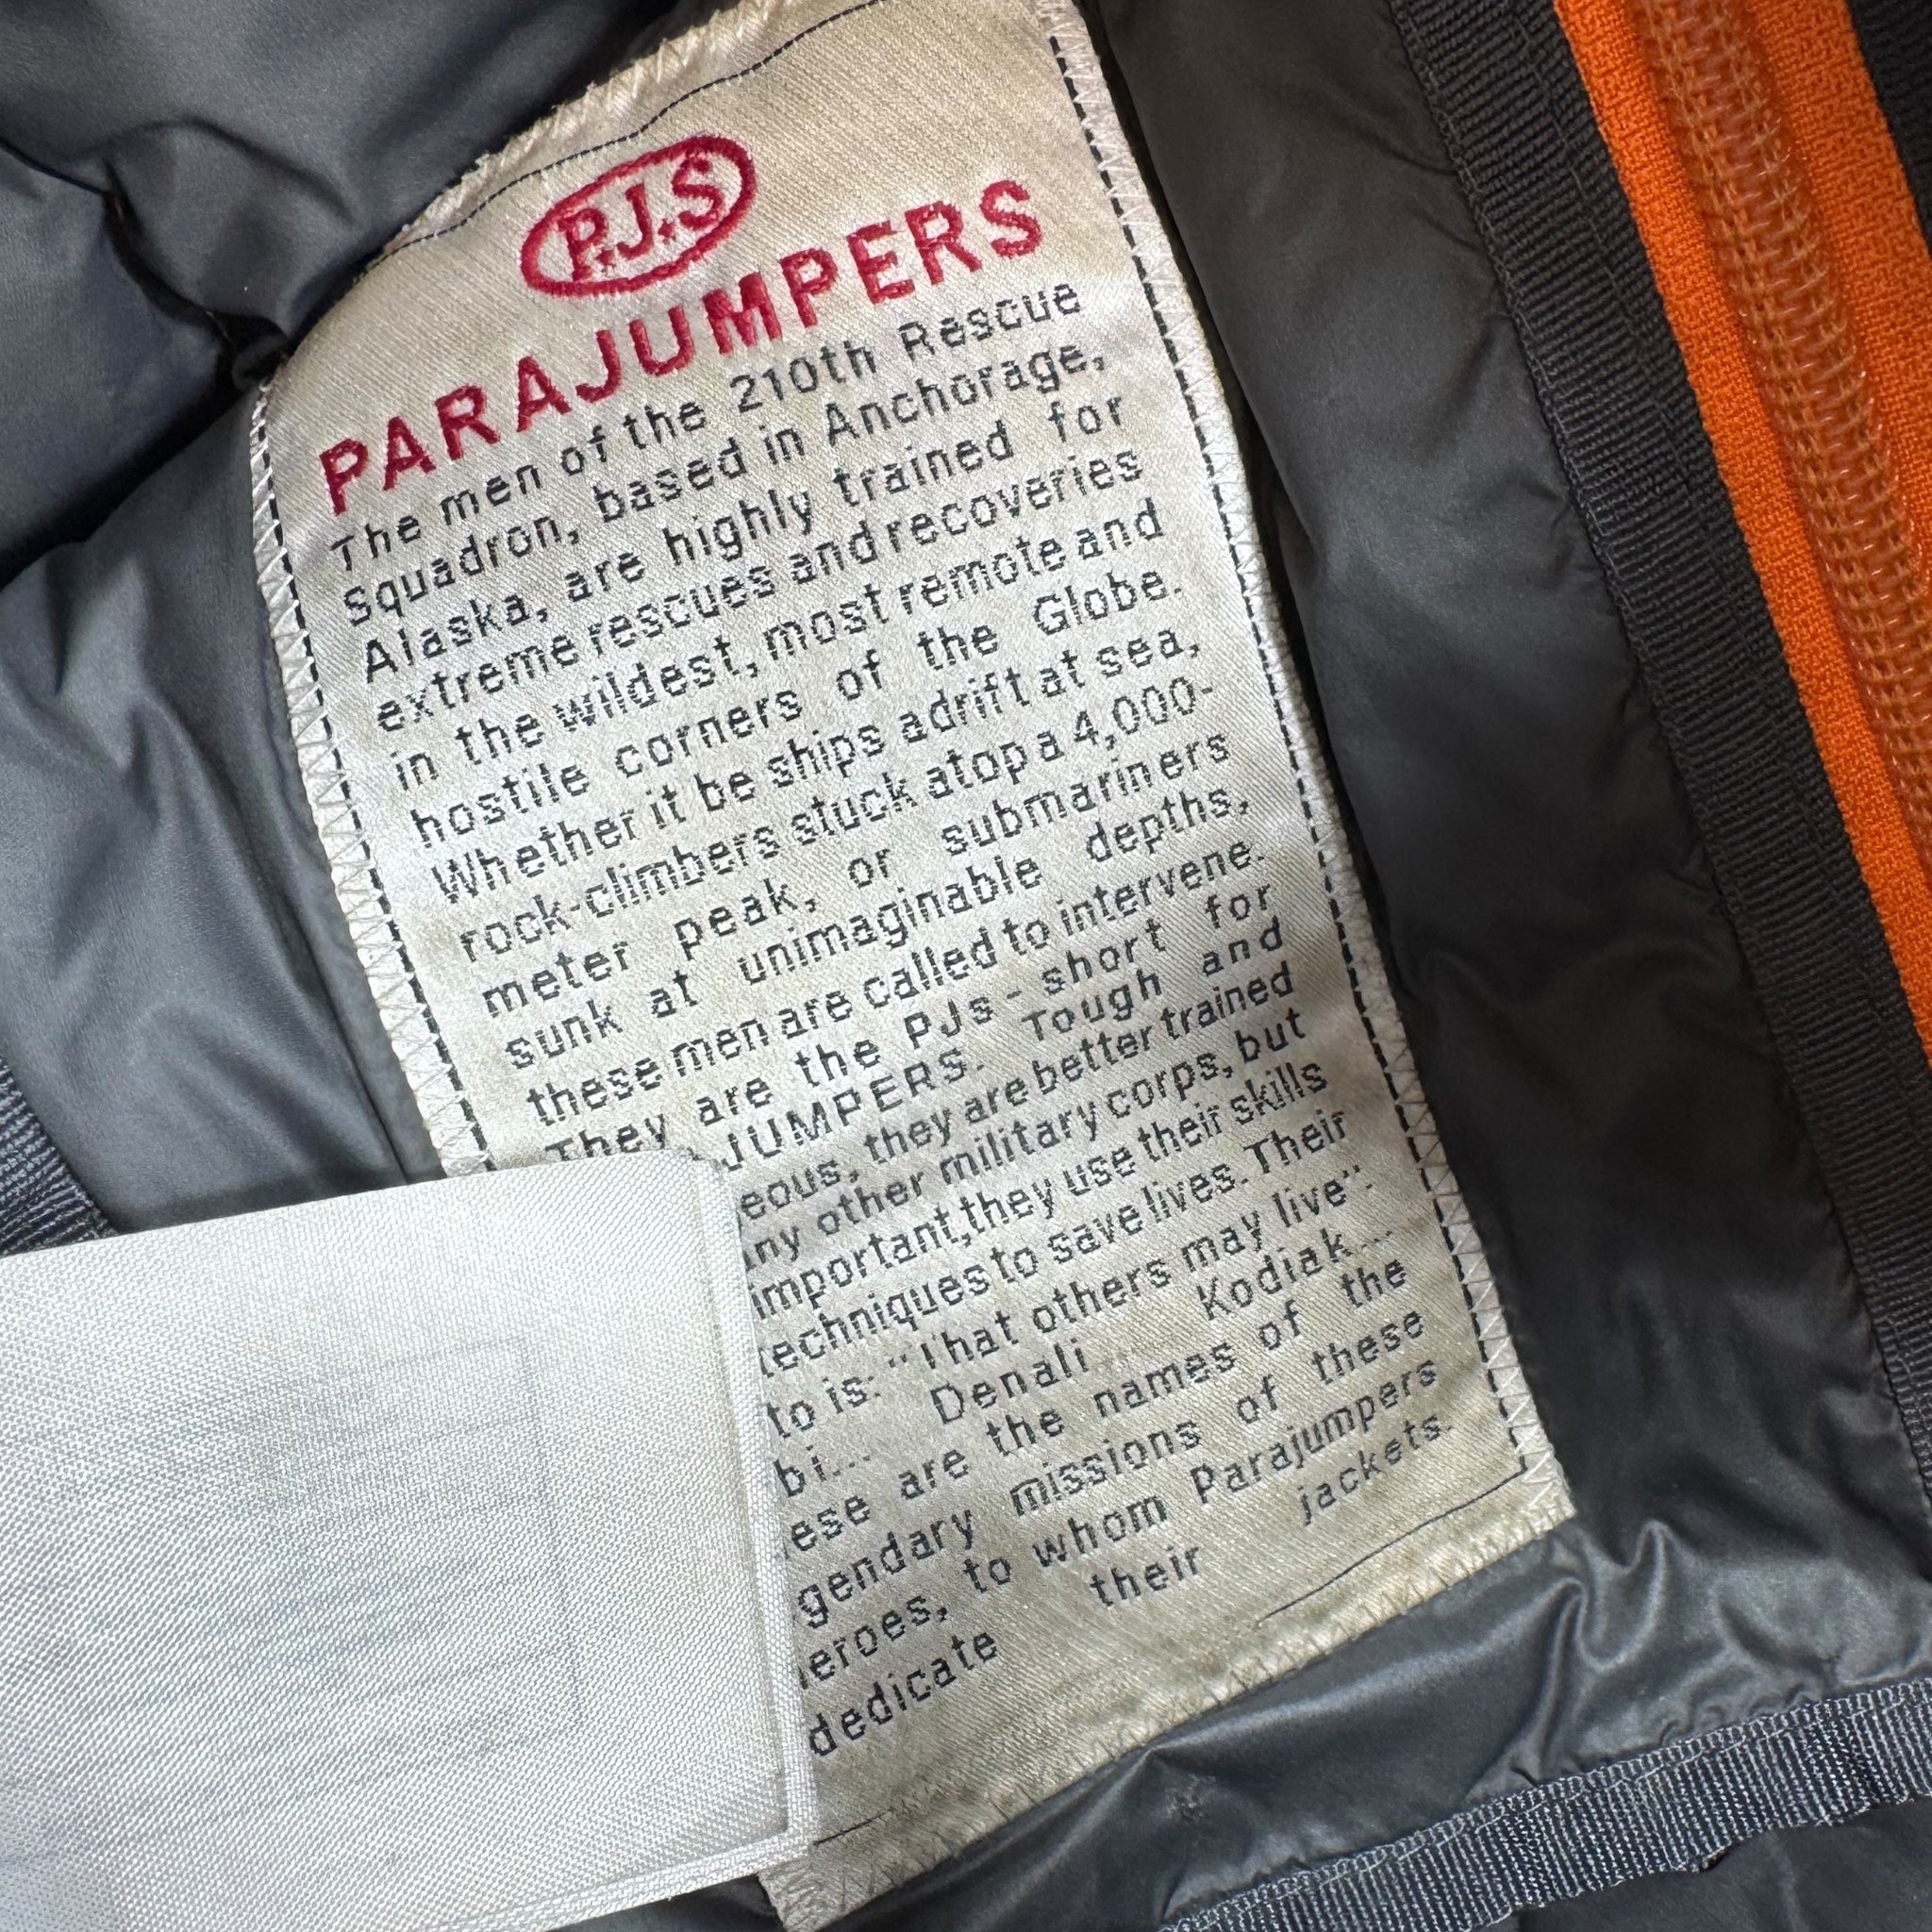 P.J.S
PARAJUMPERS
The men of the 210th Rescue
Squadron, based in Anchorage,
Alaska, are highly trained for
extreme rescues and recoveries
in the wildest, most remote and
hostile corners of the Globe.
Whether it be ships adrift at sea,
rock-climbers stuck atop a 4,000-
meter peak, or submariners
sunk at unimaginable depths,
these men are called to intervene.
They are the PJs - short for
JUMPERS. Tough and
eous, they are better trained
ny other military corps, but
important, they use their skills
techniques to save lives. Their
to is: "That others may live".
bi... Denali Kodiak...
ese are the names of the
gendary missions of these
eroes, to whom Parajumpers
dedicate their jackets.